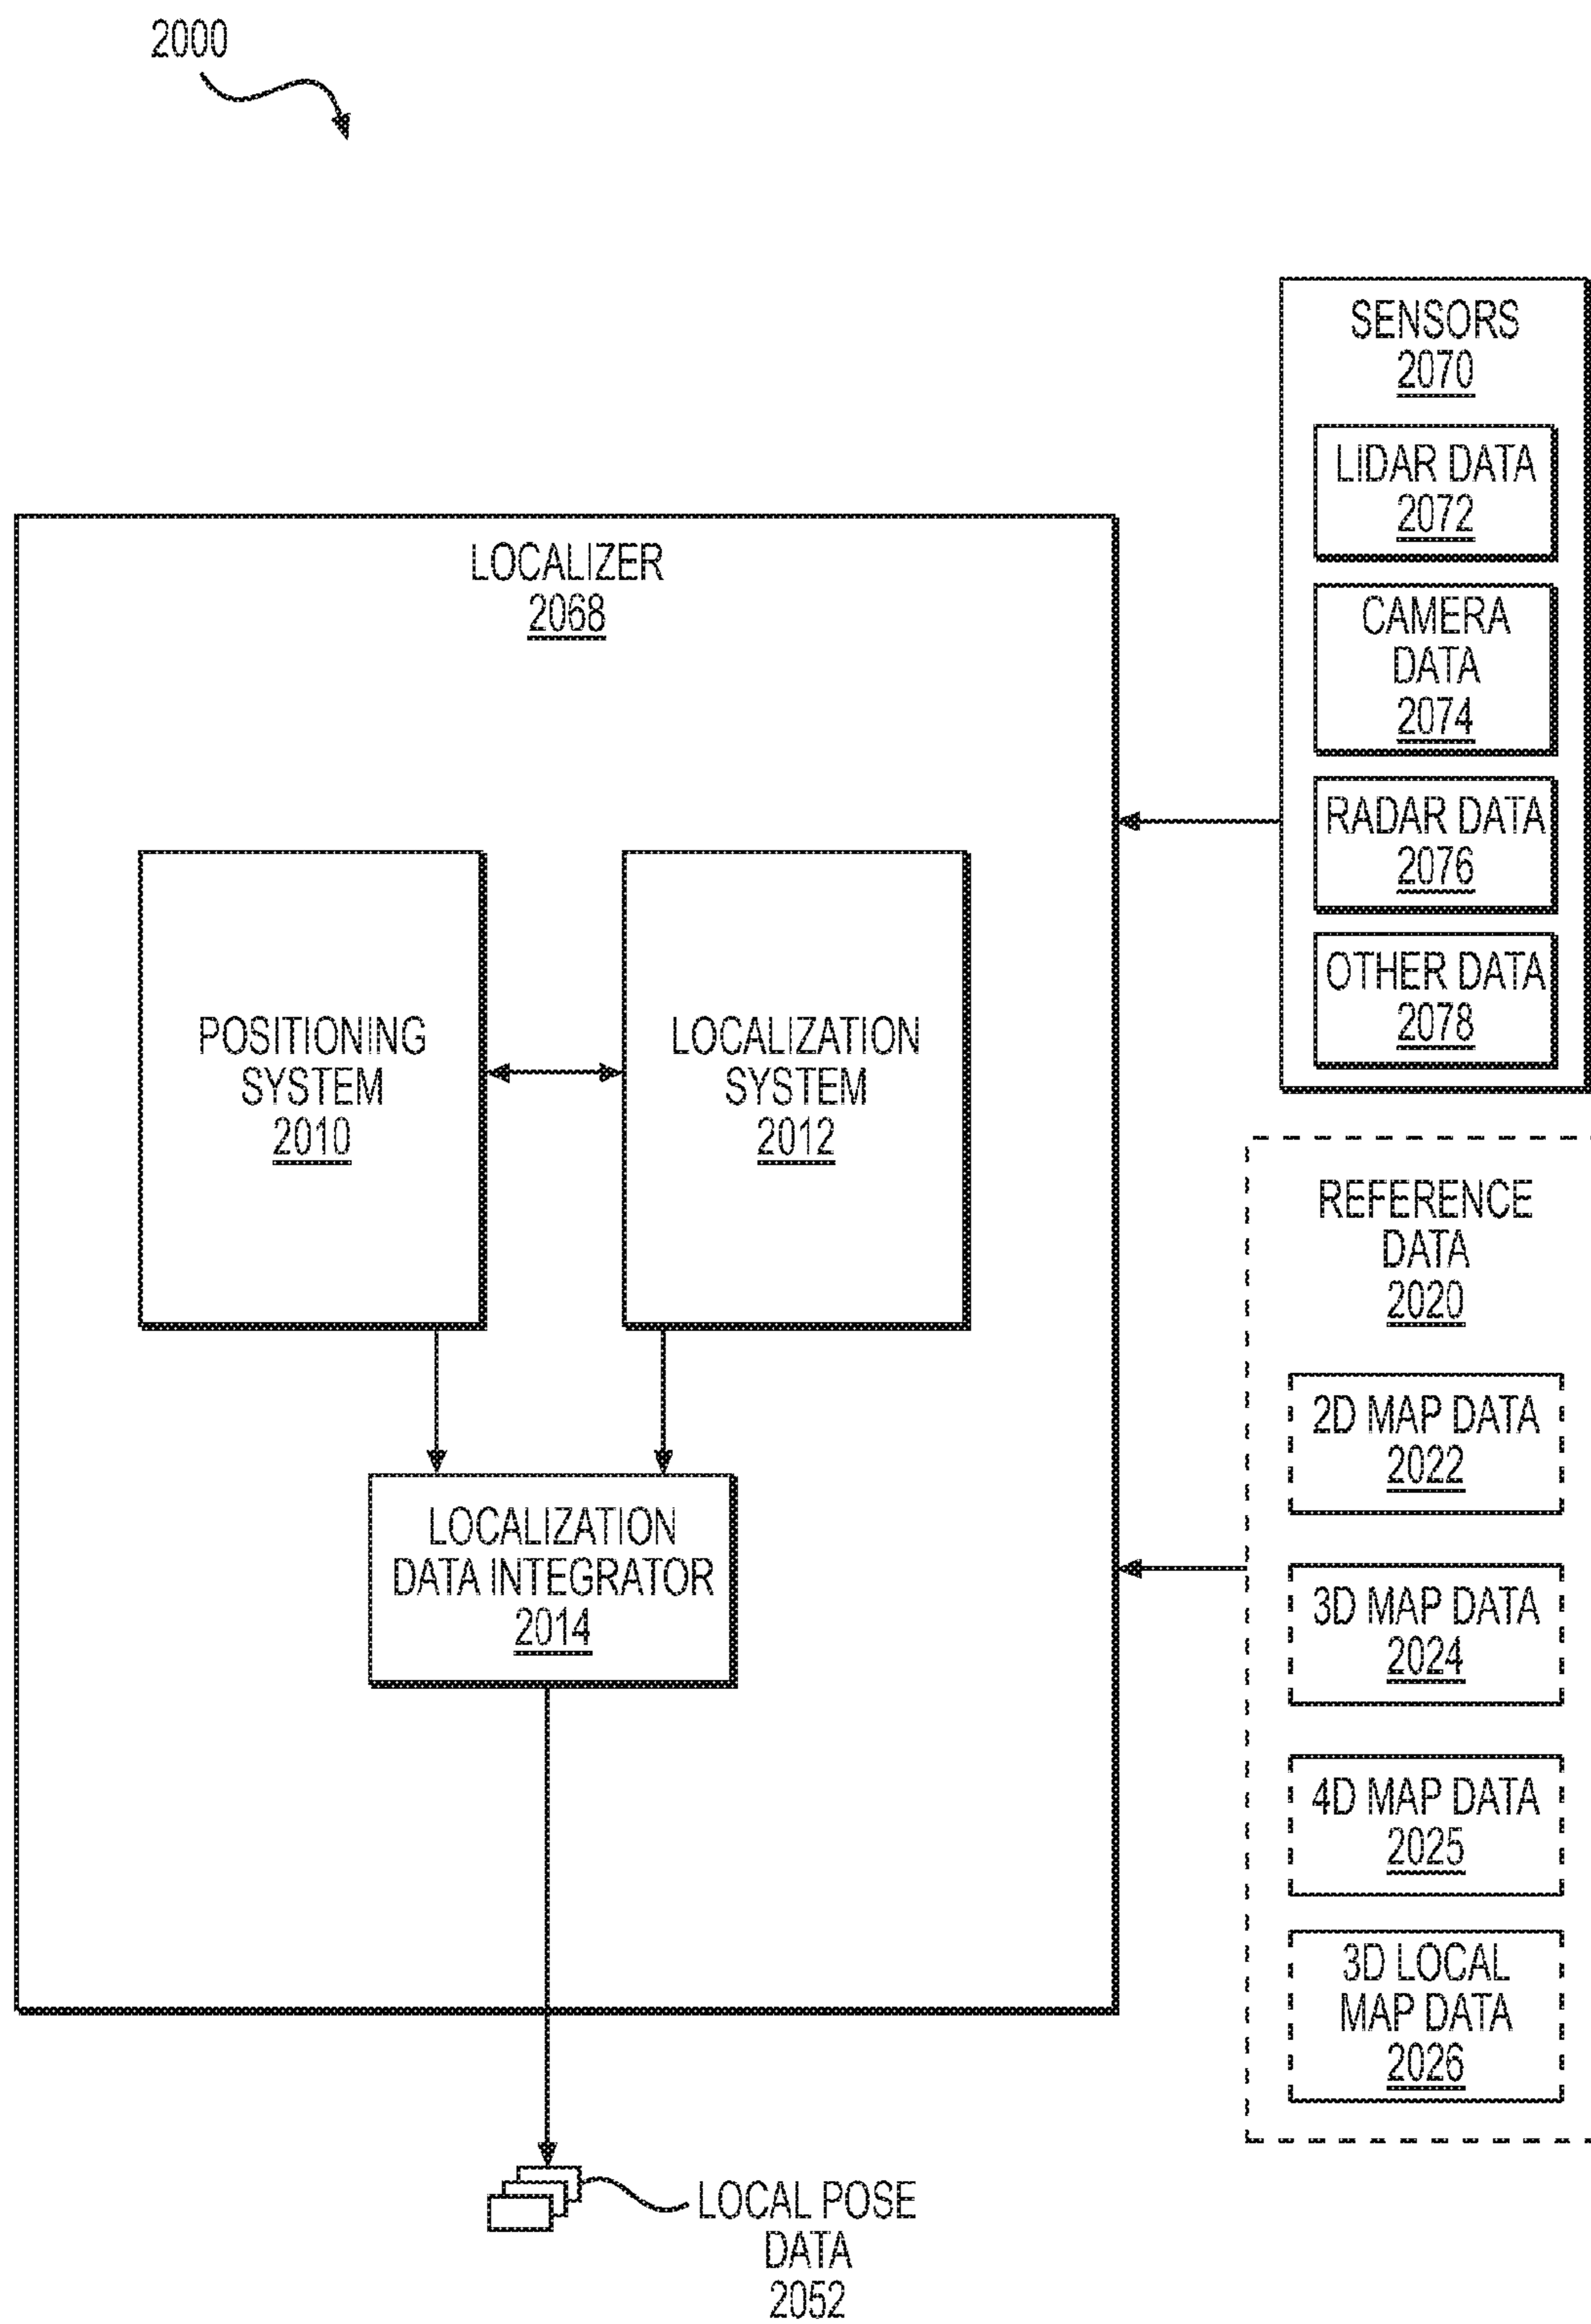 2000
SENSORS
2070
LIDAR DATA
2072
CAMERA
DATA
2074
RADAR DATA
2076
OTHER DATA
2078
LOCALIZER
2068
POSITIONING
SYSTEM
2010
LOCALIZATION
SYSTEM
2012
LOCALIZATION
DATA INTEGRATOR
2014
REFERENCE
DATA
2020
2D MAP DATA
2022
3D MAP DATA
2024
4D MAP DATA
2025
3D LOCAL
MAP DATA
2026
LOCAL POSE
DATA
2052